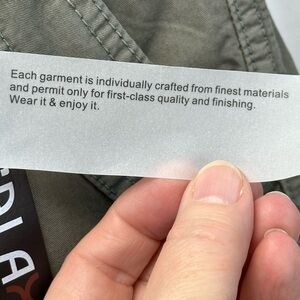 Each garment is individually crafted from finest materials
and permit only for first-class quality and finishing.
Wear it & enjoy it.